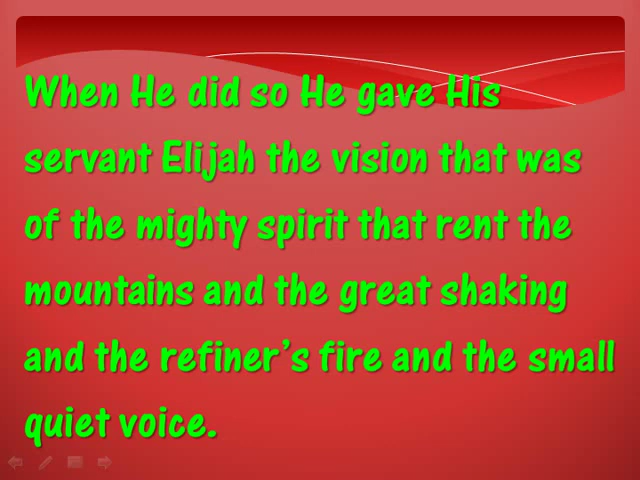 When He did so He gave His
servant Elijah the vision that was
of the mighty spirit that rent the
mountains and the great shaking
and the refiner’s fire and the small
quiet voice.